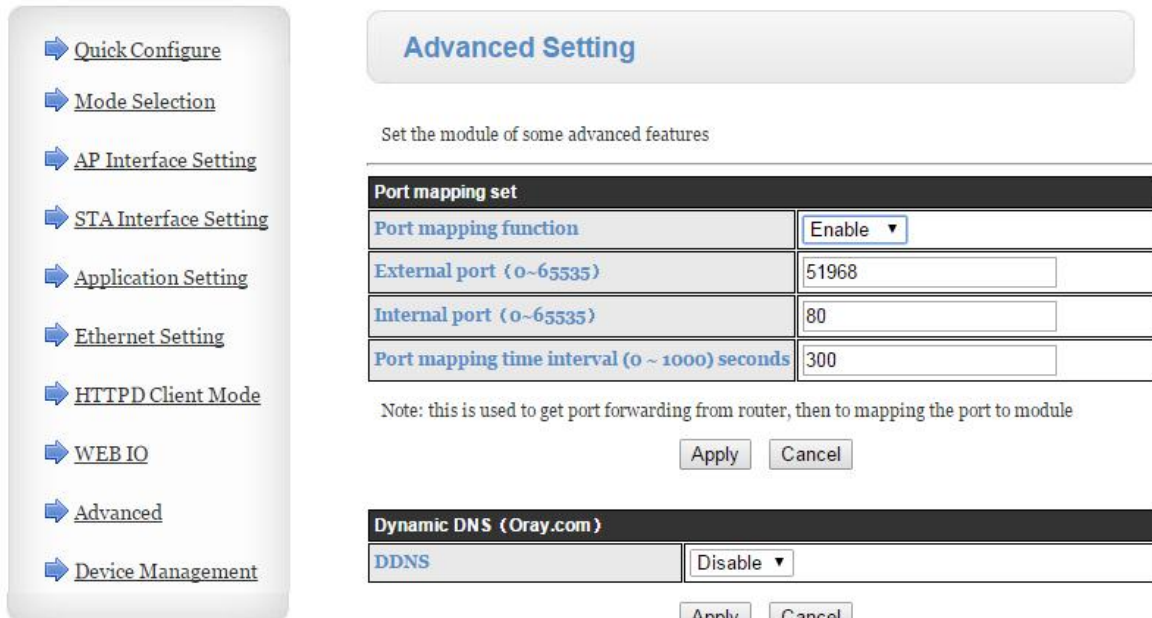 Quick Configure
Mode Selection
AP Interface Setting
STA Interface Setting
Application Setting
Ethernet Setting
HTTPD Client Mode
WEB IO
Advanced
Device Management
Advanced Setting
Set the module of some advanced features
Port mapping set
Port mapping function Enable
External port (0~65535) 51968
Internal port (0~65535) 80
Port mapping time interval (0 ~ 1000) seconds 300
Note: this is used to get port forwarding from router, then to mapping the port to module
Apply Cancel
Dynamic DNS (Oray.com)
DDNS Disable
Apply Cancel